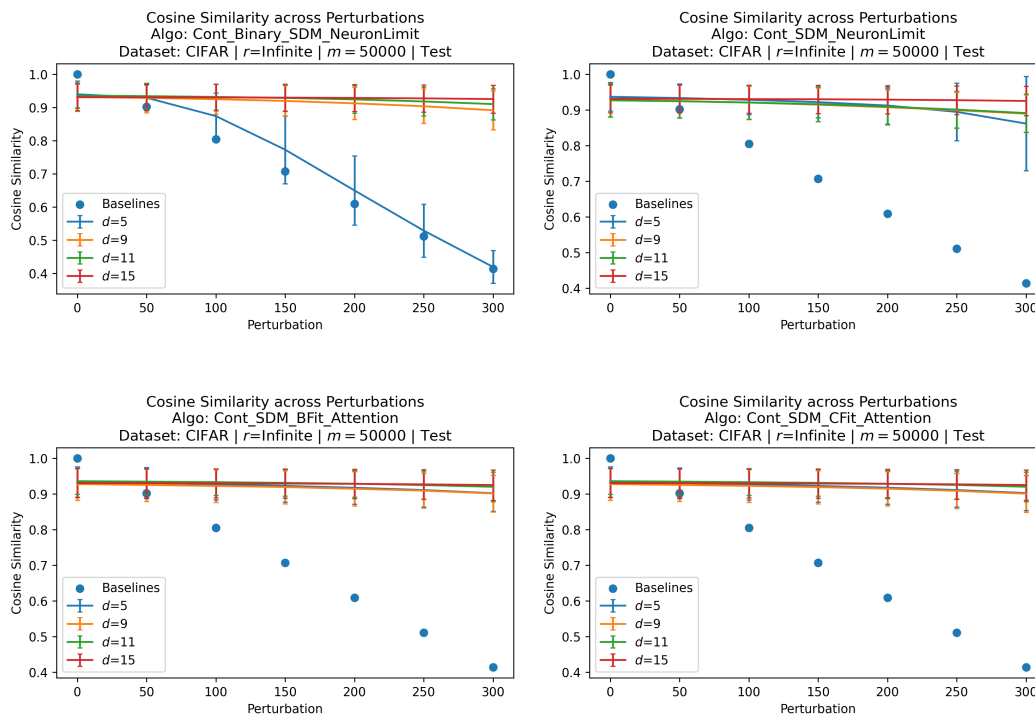 Cosine Similarity across Perturbations
Algo: Cont_Binary_SDM_NeuronLimit
Dataset: CIFAR | r=Infinite | m = 50000 | Test
1.0
0.9
0.8
0.7
0.6
0.5
0.4
Cosine Similarity
Baselines
d=5
d=9
d=11
d=15
0 50 100 150 200 250 300
Perturbation
Cosine Similarity across Perturbations
Algo: Cont_SDM_NeuronLimit
Dataset: CIFAR | r=Infinite | m = 50000 | Test
1.0
0.9
0.8
0.7
0.6
0.5
0.4
Cosine Similarity
Baselines
d=5
d=9
d=11
d=15
0 50 100 150 200 250 300
Perturbation
Cosine Similarity across Perturbations
Algo: Cont_SDM_BFit_Attention
Dataset: CIFAR | r=Infinite | m = 50000 | Test
1.0
0.9
0.8
0.7
0.6
0.5
0.4
Cosine Similarity
Baselines
d=5
d=9
d=11
d=15
0 50 100 150 200 250 300
Perturbation
Cosine Similarity across Perturbations
Algo: Cont_SDM_CFit_Attention
Dataset: CIFAR | r=Infinite | m = 50000 | Test
1.0
0.9
0.8
0.7
0.6
0.5
0.4
Cosine Similarity
Baselines
d=5
d=9
d=11
d=15
0 50 100 150 200 250 300
Perturbation